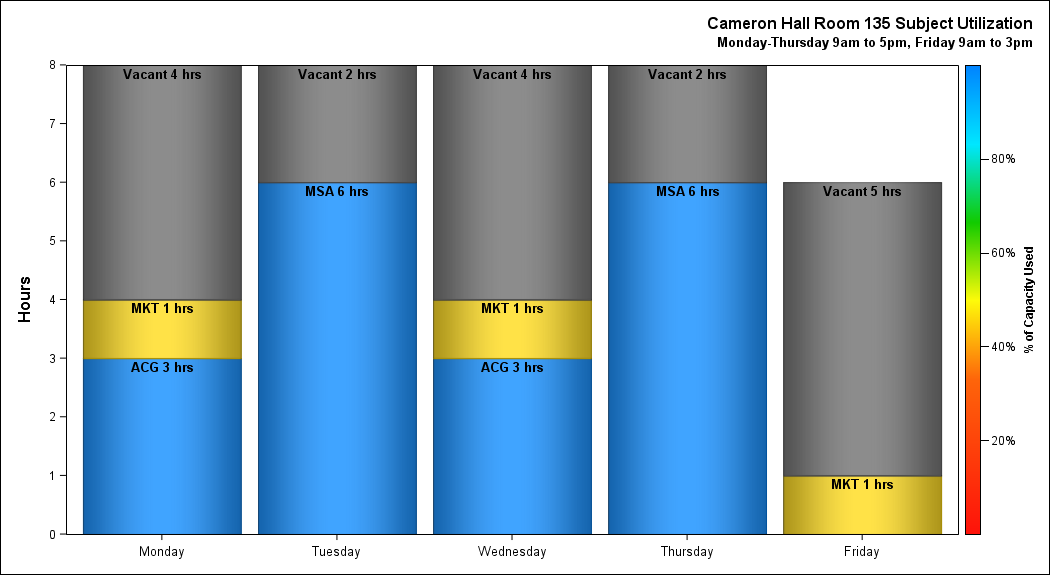 Cameron Hall Room 135 Subject Utilization
Monday-Thursday 9am to 5pm, Friday 9am to 3pm
8
7
6
5
4
3
2
1
0
Hours
Vacant 4 hrs
MKT 1 hrs
ACG 3 hrs
Vacant 2 hrs
MSA 6 hrs
Vacant 4 hrs
MKT 1 hrs
ACG 3 hrs
Vacant 2 hrs
MSA 6 hrs
Vacant 5 hrs
MKT 1 hrs
Monday
Tuesday
Wednesday
Thursday
Friday
80%
60%
40%
20%
% of Capacity Used